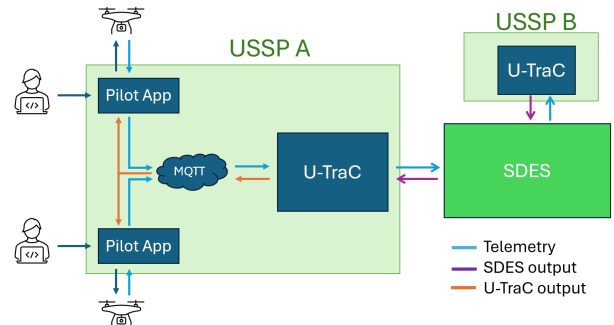 USSP A
USSP B
Pilot App
U-TraC
MQTT
U-TraC
SDES
Pilot App
Telemetry
SDES output
U-TraC output